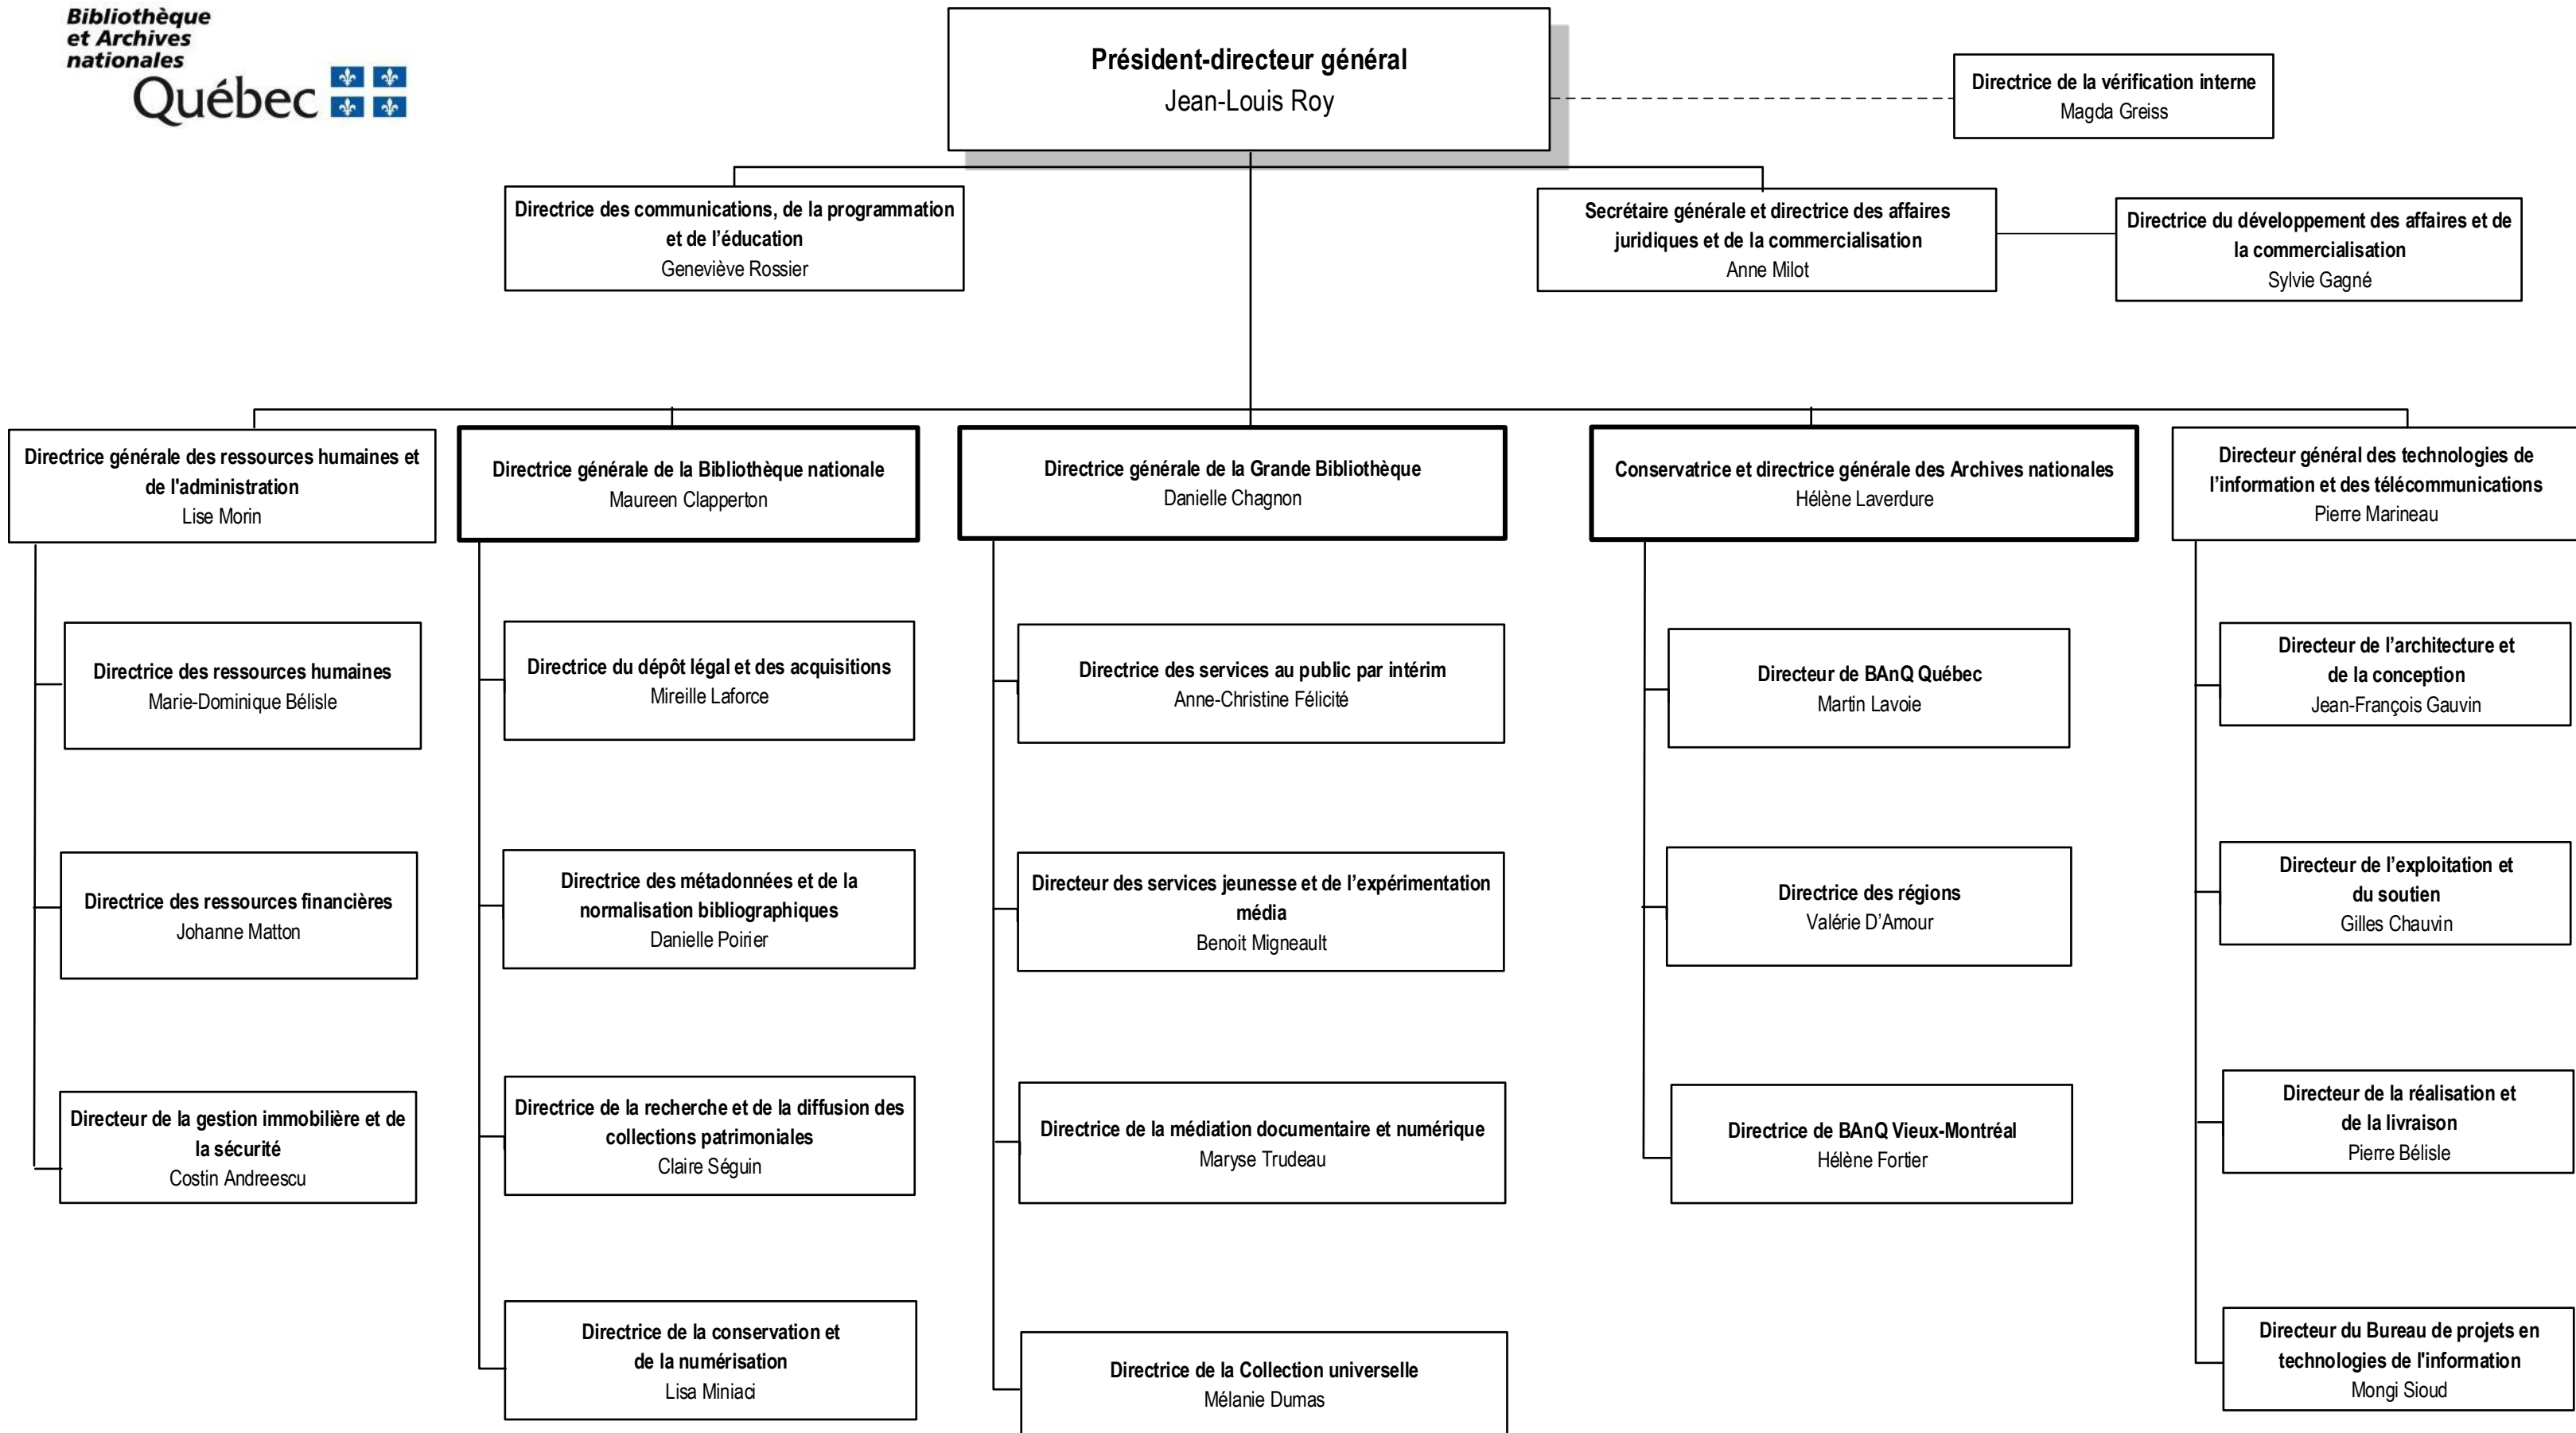 Bibliothèque
et Archives
nationales
Québec
Président-directeur général
Jean-Louis Roy
Directrice de la vérification interne
Magda Greiss
Directrice des communications, de la programmation
et de l’éducation
Geneviève Rossier
Secrétaire générale et directrice des affaires
juridiques et de la commercialisation
Anne Milot
Directrice du développement des affaires et de
la commercialisation
Sylvie Gagné
Directrice générale des ressources humaines et
de l'administration
Lise Morin
Directrice générale de la Bibliothèque nationale
Maureen Clapperton
Directrice générale de la Grande Bibliothèque
Danielle Chagnon
Conservatrice et directrice générale des Archives nationales
Hélène Laverdure
Directeur général des technologies de
l’information et des télécommunications
Pierre Marineau
Directrice des ressources humaines
Marie-Dominique Bélisle
Directrice du dépôt légal et des acquisitions
Mireille Laforce
Directrice des services au public par intérim
Anne-Christine Félicité
Directeur de BAnQ Québec
Martin Lavoie
Directeur de l’architecture et
de la conception
Jean-François Gauvin
Directrice des ressources financières
Johanne Matton
Directrice des métadonnées et de la
normalisation bibliographiques
Danielle Poirier
Directeur des services jeunesse et de l’expérimentation
média
Benoit Migneault
Directrice des régions
Valérie D’Amour
Directeur de l’exploitation et
du soutien
Gilles Chauvin
Directeur de la gestion immobilière et de
la sécurité
Costin Andreescu
Directrice de la recherche et de la diffusion des
collections patrimoniales
Claire Séguin
Directrice de la médiation documentaire et numérique
Maryse Trudeau
Directrice de BAnQ Vieux-Montréal
Hélène Fortier
Directeur de la réalisation et
de la livraison
Pierre Bélisle
Directrice de la conservation et
de la numérisation
Lisa Miniaci
Directrice de la Collection universelle
Mélanie Dumas
Directeur du Bureau de projets en
technologies de l'information
Mongi Sioud